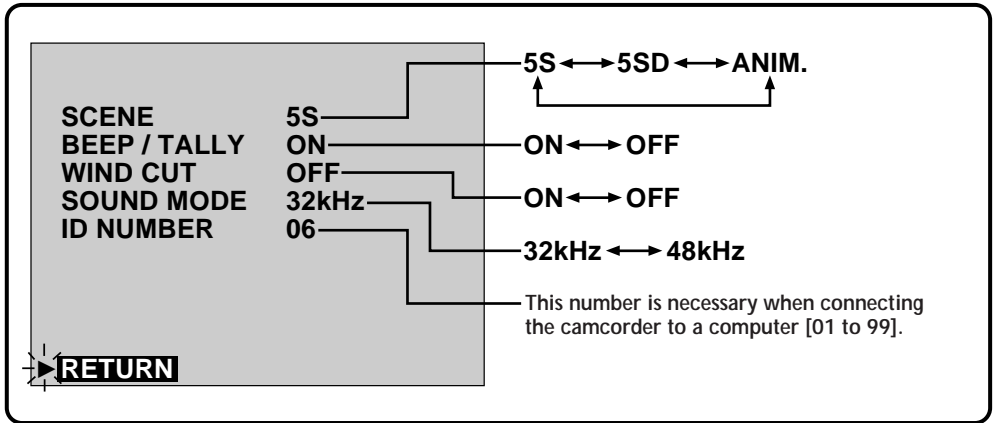 SCENE 5S
BEEP / TALLY ON
WIND CUT OFF
SOUND MODE 32kHz
ID NUMBER 06
RETURN
5S 5SD ANIM.
ON OFF
ON OFF
32kHz 48kHz
This number is necessary when connecting
the camcorder to a computer [01 to 99].